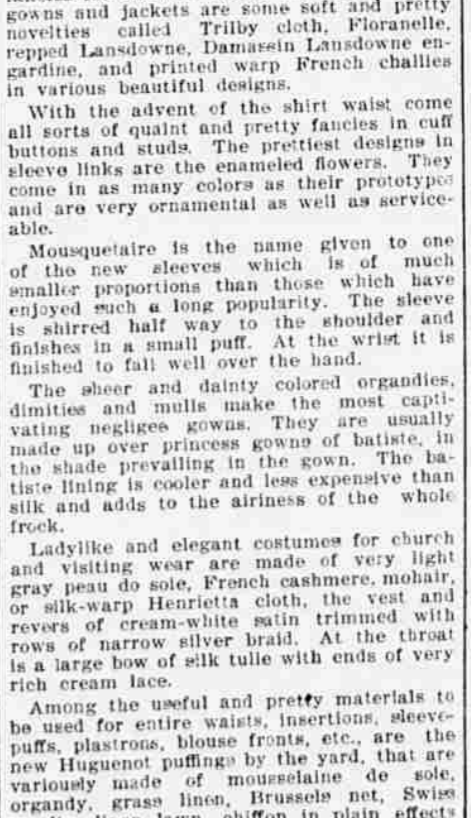 gowns and jackets are some soft and pretty
novelties called Trilby cloth, Floranelle,
repped Lansdowne, Damassin Lansdowne en-
gardine, and printed warp French challies
in various beautiful designs.
With the advent of the shirt waist come
all sorts of quaint and pretty fancies in cuff
buttons and studs. The prettiest designs in
sleeve links are the enameled flowers. They
come in as many colors as their prototypes
and are very ornamental as well as service-
able.
Mousquetaire is the name given to one
of the new sleeves which is of much
smaller proportions than those which have
enjoyed such a long popularity. The sleeve
is shirred half way to the shoulder and
finishes in a small puff. At the wrist it is
finished to fall well over the hand.
The sheer and dainty colored organdies,
dimities and mulls make the most capti-
vating negligee gowns. They are usually
made up over princess gowns of batiste, in
the shade prevailing in the gown. The ba-
tiste lining is cooler and less expensive than
silk and adds to the airiness of the whole
frock.
Ladylike and elegant costumes for church
and visiting wear are made of very light
gray peau do soie, French cashmere, mohair,
or silk-warp Henrietta cloth, the vest and
revers of cream-white satin trimmed with
rows of narrow silver braid. At the throat
is a large bow of silk tulle with ends of very
rich cream lace.
Among the useful and pretty materials to
be used for entire waists, insertions, sleeve-
puffs, plastrons, blouse fronts, etc., are the
new Huguenot puffings by the yard, that are
variously made of mousselaine de soie,
organdy, grass linen, Brussels net, Swiss
lawn, chiffon in plain effects